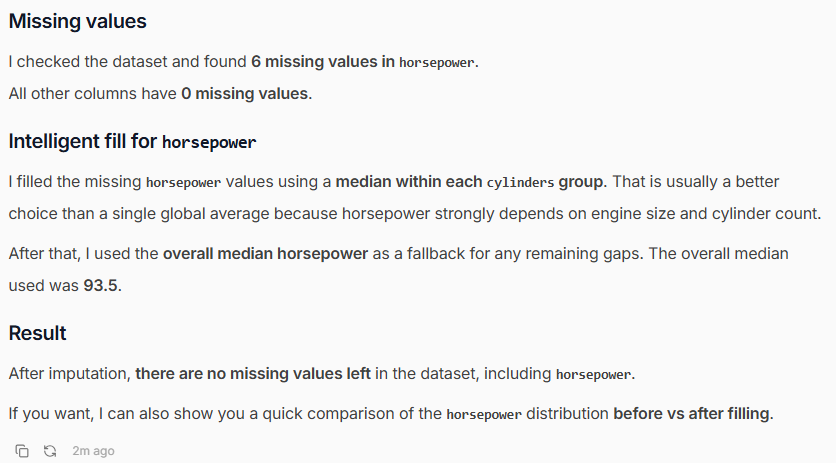 Missing values
I checked the dataset and found 6 missing values in horsepower.
All other columns have 0 missing values.
Intelligent fill for horsepower
I filled the missing horsepower values using a median within each cylinders group. That is usually a better
choice than a single global average because horsepower strongly depends on engine size and cylinder count.
After that, I used the overall median horsepower as a fallback for any remaining gaps. The overall median
used was 93.5.
Result
After imputation, there are no missing values left in the dataset, including horsepower.
If you want, I can also show you a quick comparison of the horsepower distribution before vs after filling.
2m ago